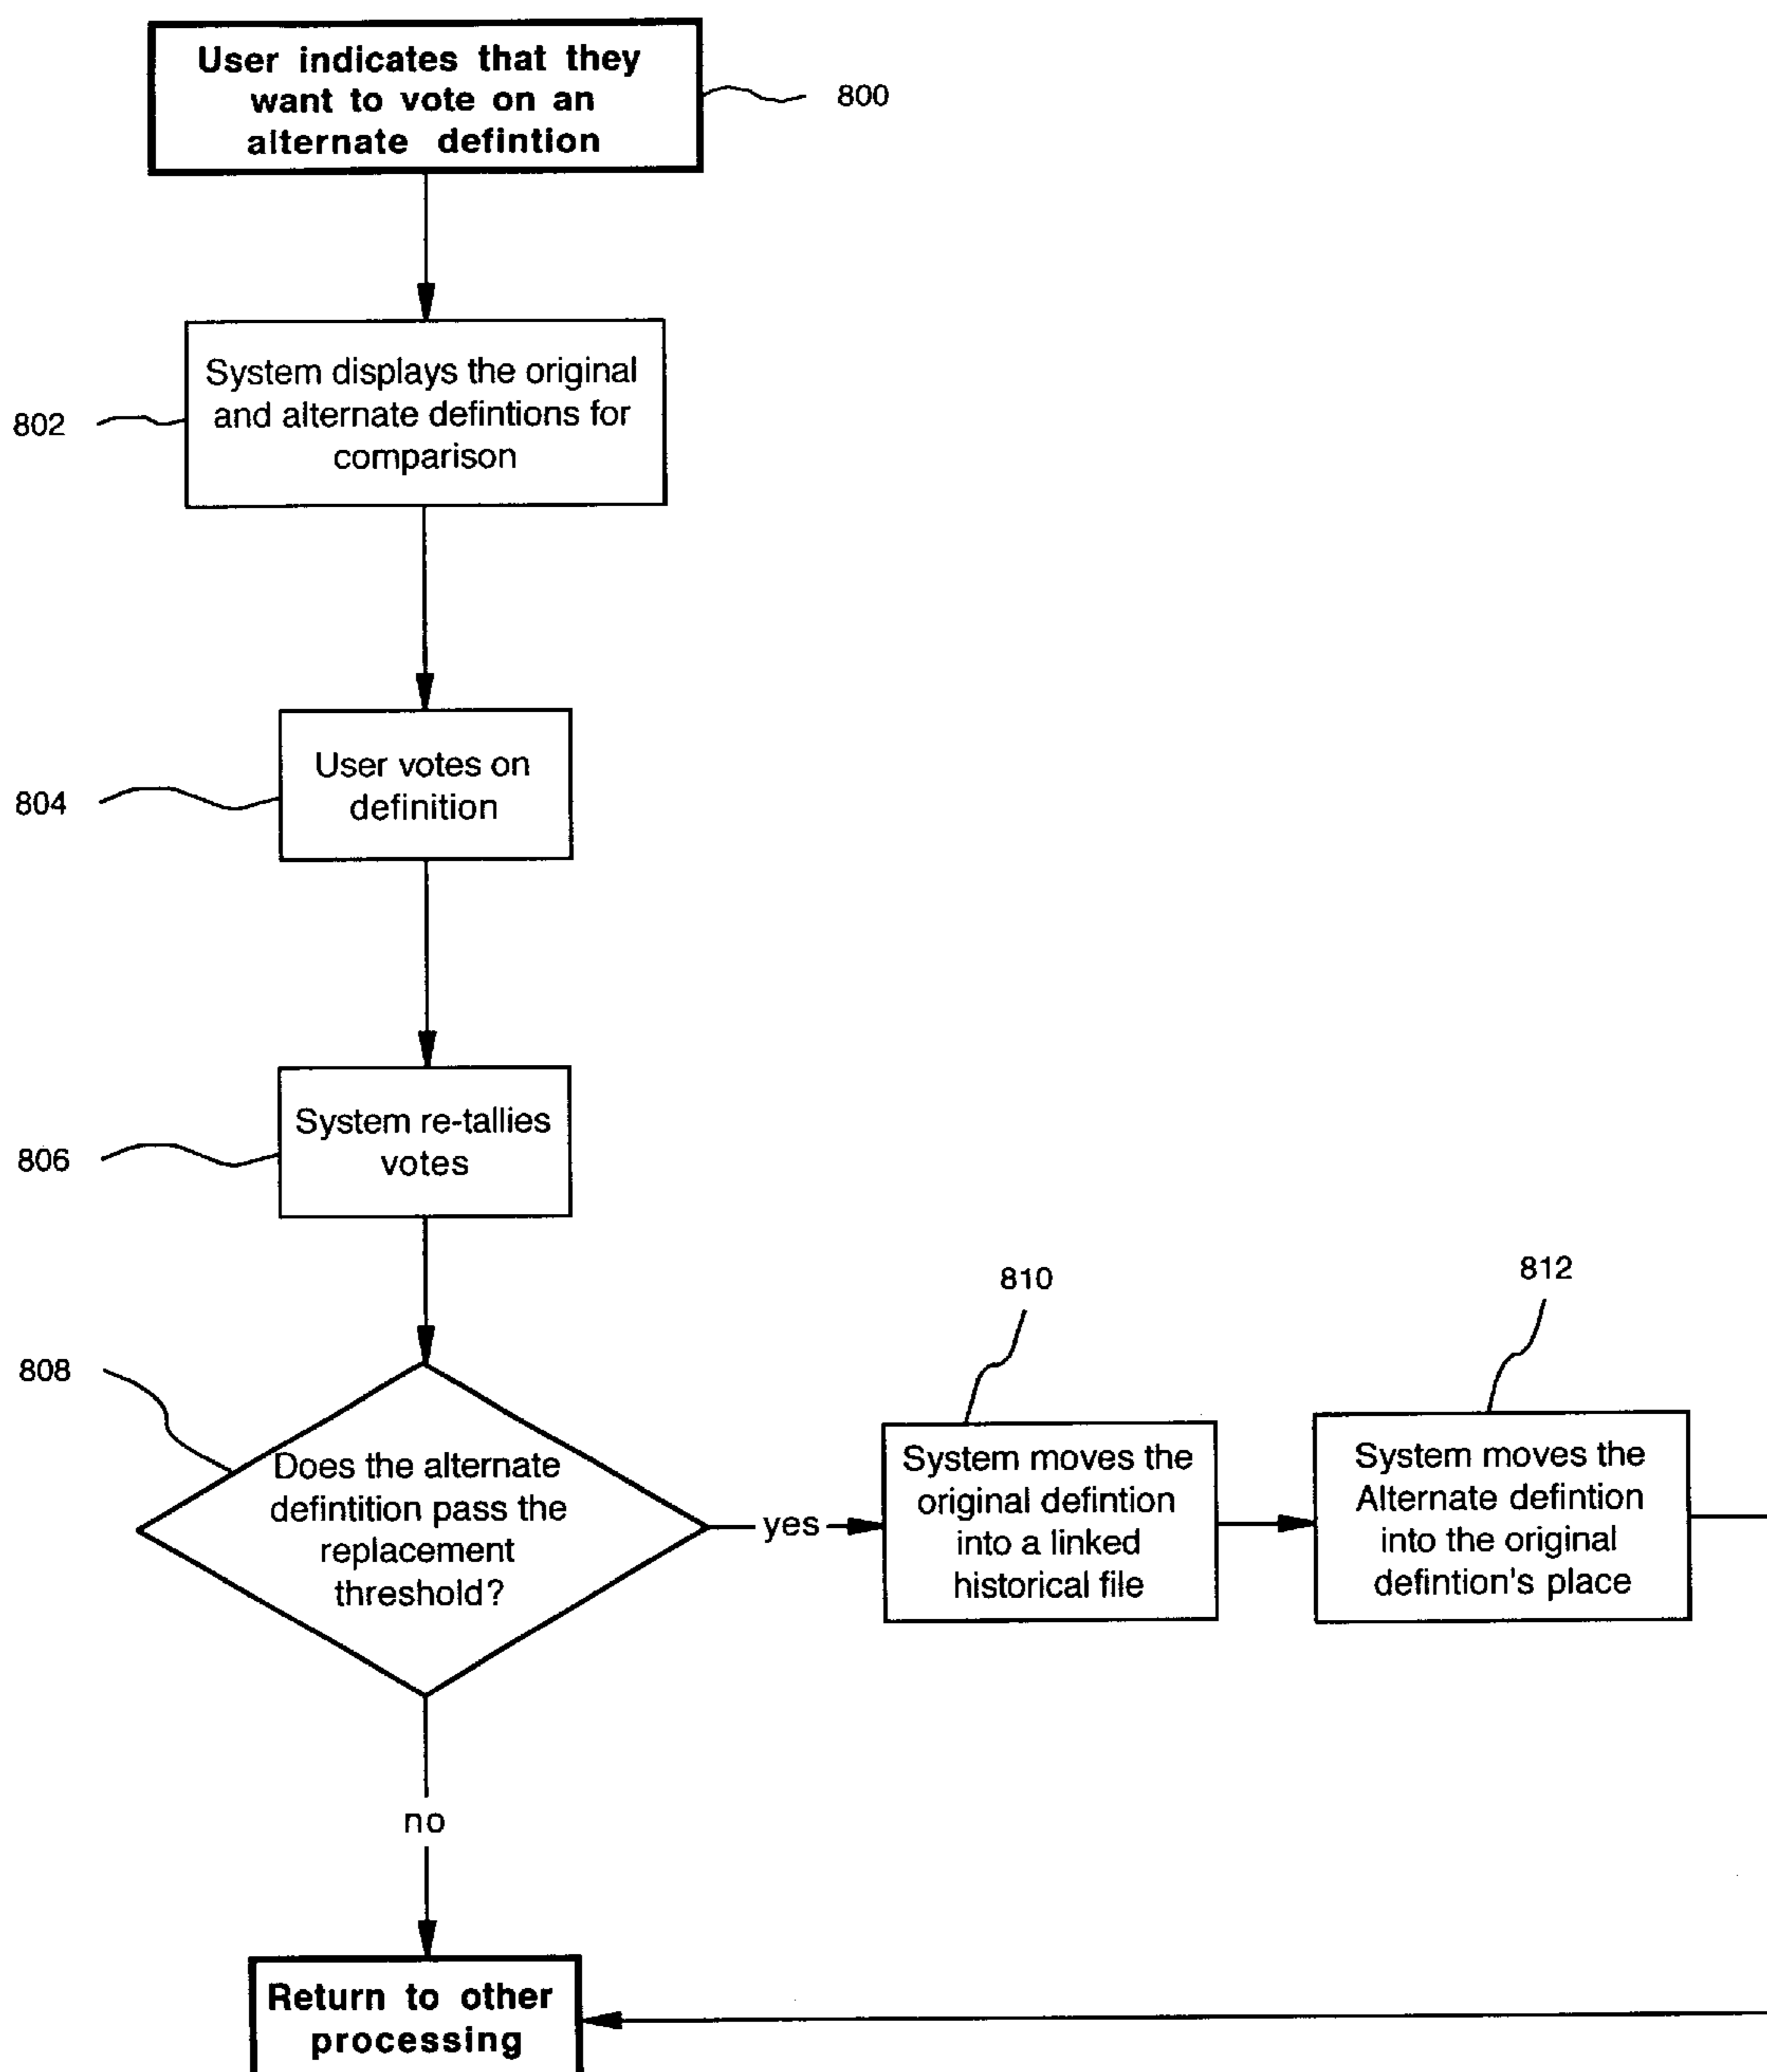 User indicates that they
want to vote on an
alternate defintion
800
System displays the original
and alternate defintions for
comparison
802
User votes on
definition
804
System re-tallies
votes
806
808
Does the alternate
defintition pass the
replacement
threshold?
yes
810
System moves the
original defintion
into a linked
historical file
812
System moves the
Alternate defintion
into the original
defintion's place
no
Return to other
processing